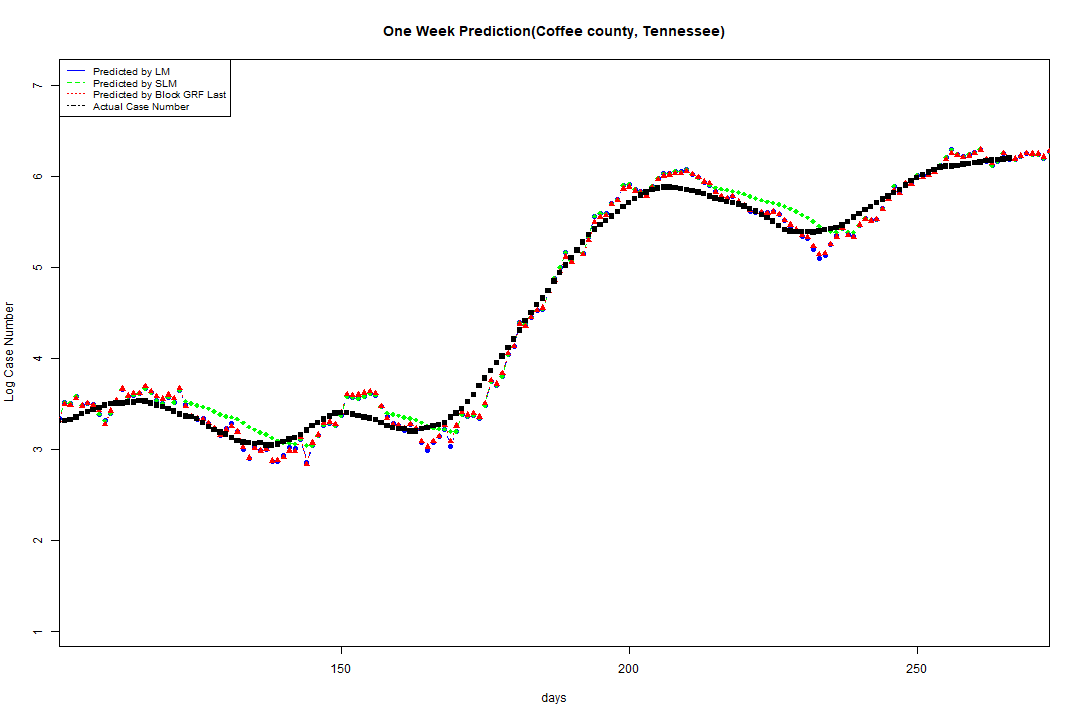 One Week Prediction(Coffee county, Tennessee)
Predicted by LM
Predicted by SLM
Predicted by Block GRF Last
Actual Case Number
7
6
5
4
3
2
1
Log Case Number
150
200
250
days